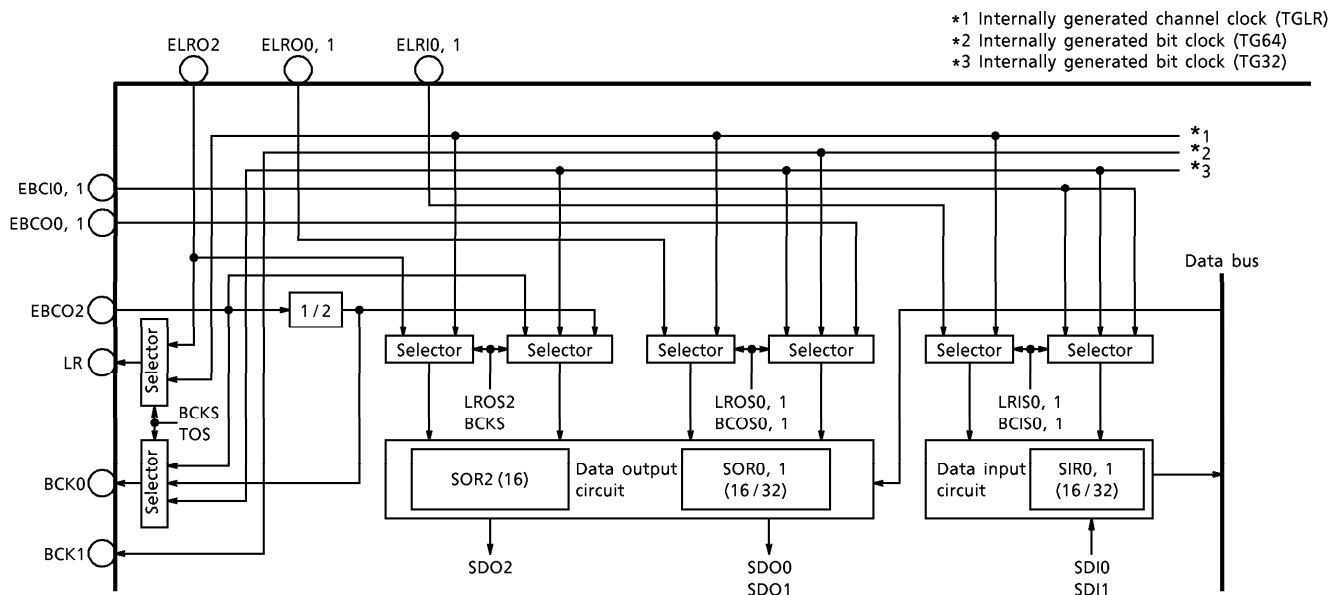 *1 Internally generated channel clock (TGLR)
*2 Internally generated bit clock (TG64)
*3 Internally generated bit clock (TG32)
ELRO2
ELRO0, 1
ELRI0, 1
*1
*2
*3
EBCI0, 1
EBCO0, 1
Data bus
EBCO2
1/2
LR
Selector
Selector
Selector
Selector
Selector
Selector
Selector
BCKS
TOS
LROS2
BCKS
LROS0, 1
BCOS0, 1
LRIS0, 1
BCIS0, 1
BCK0
Selector
SOR2 (16)
Data output
circuit
SOR0, 1
(16/32)
Data input
circuit
SIR0, 1
(16/32)
BCK1
SDO2
SDO0
SDO1
SDI0
SDI1